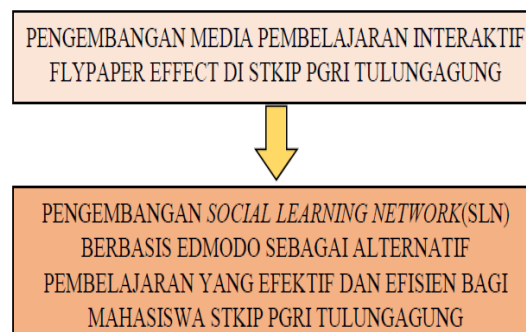 PENGEMBANGAN MEDIA PEMBELAJARAN INTERAKTIF
FLYPAPER EFFECT DI STKIP PGRI TULUNGAGUNG
PENGEMBANGAN SOCIAL LEARNING NETWORK(SLN)
BERBASIS EDMODO SEBAGAI ALTERNATIF
PEMBELAJARAN YANG EFEKTIF DAN EFISIEN BAGI
MAHASISWA STKIP PGRI TULUNGAGUNG